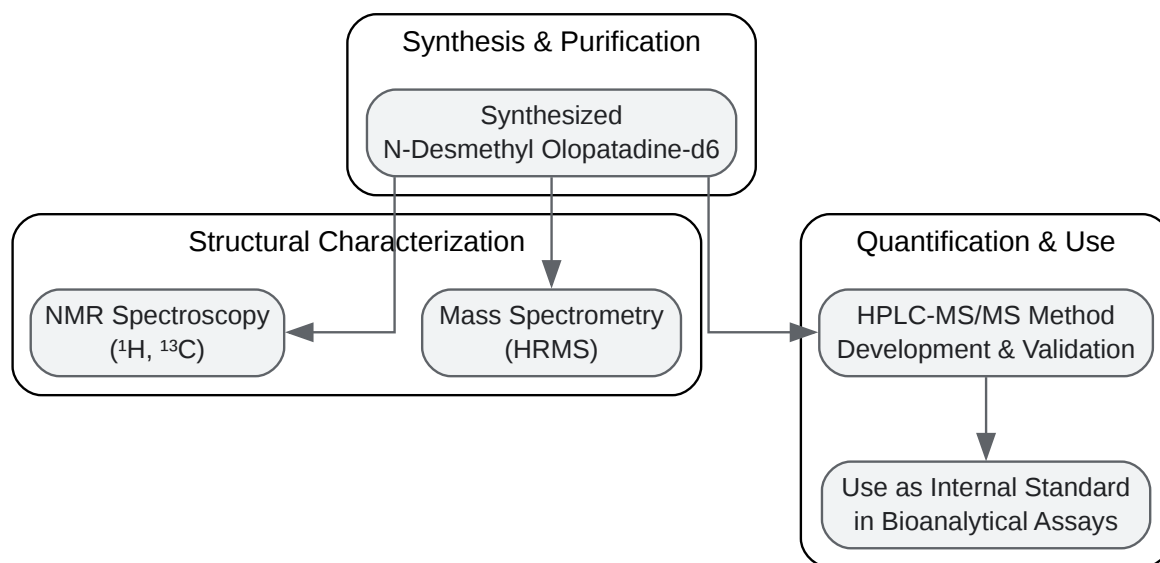 Synthesis & Purification
Synthesized
N-Desmethyl Olopatadine-d6
Structural Characterization
NMR Spectroscopy
(¹H, ¹³C)
Mass Spectrometry
(HRMS)
Quantification & Use
HPLC-MS/MS Method
Development & Validation
Use as Internal Standard
in Bioanalytical Assays